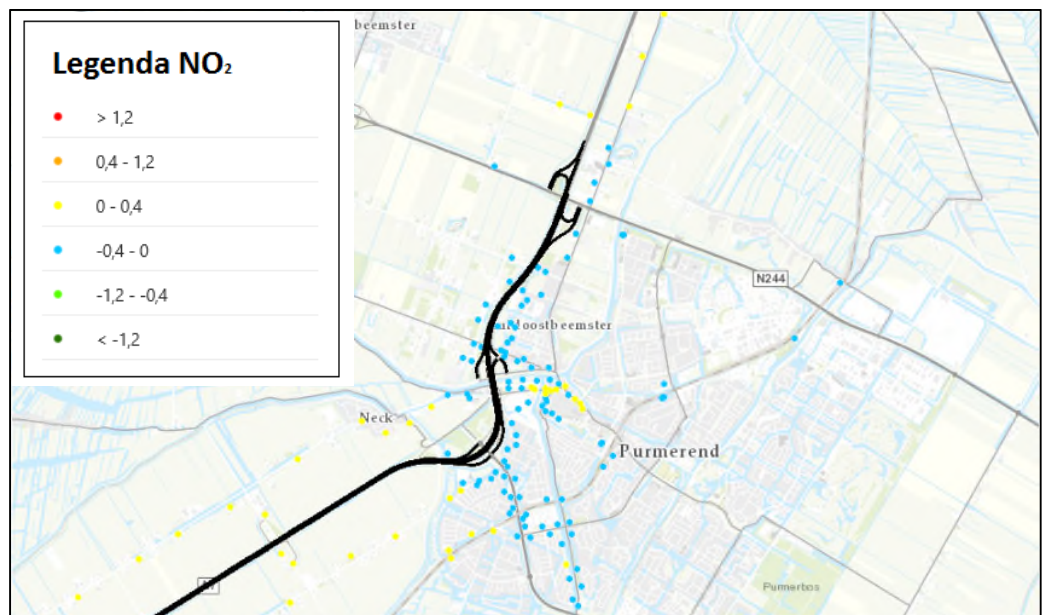 beemster
Legenda NO₂
> 1,2
0,4 - 1,2
0 - 0,4
-0,4 - 0
-1,2 - -0,4
< -1,2
N244
Neck
Purmerend
Purmerbos